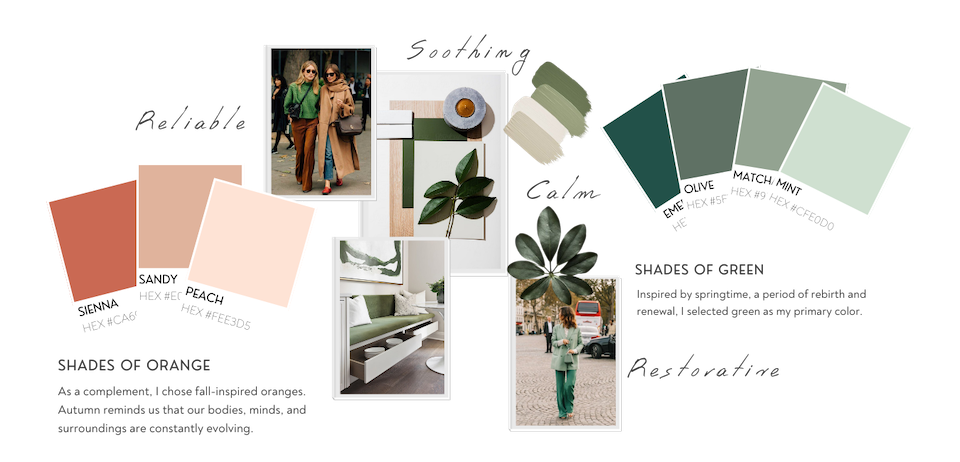 Soothing
Reliable
Calm
OLIVE
HEX #5F
MATCH
HEX #9
MINT
HEX #CFE0D0
EME
HE
SIENNA
HEX #CA6
SANDY
HEX #E
PEACH
HEX #FEE3D5
SHADES OF GREEN
Inspired by springtime, a period of rebirth and
renewal, I selected green as my primary color.
SHADES OF ORANGE
As a complement, I chose fall-inspired oranges.
Autumn reminds us that our bodies, minds, and
surroundings are constantly evolving.
Restorative